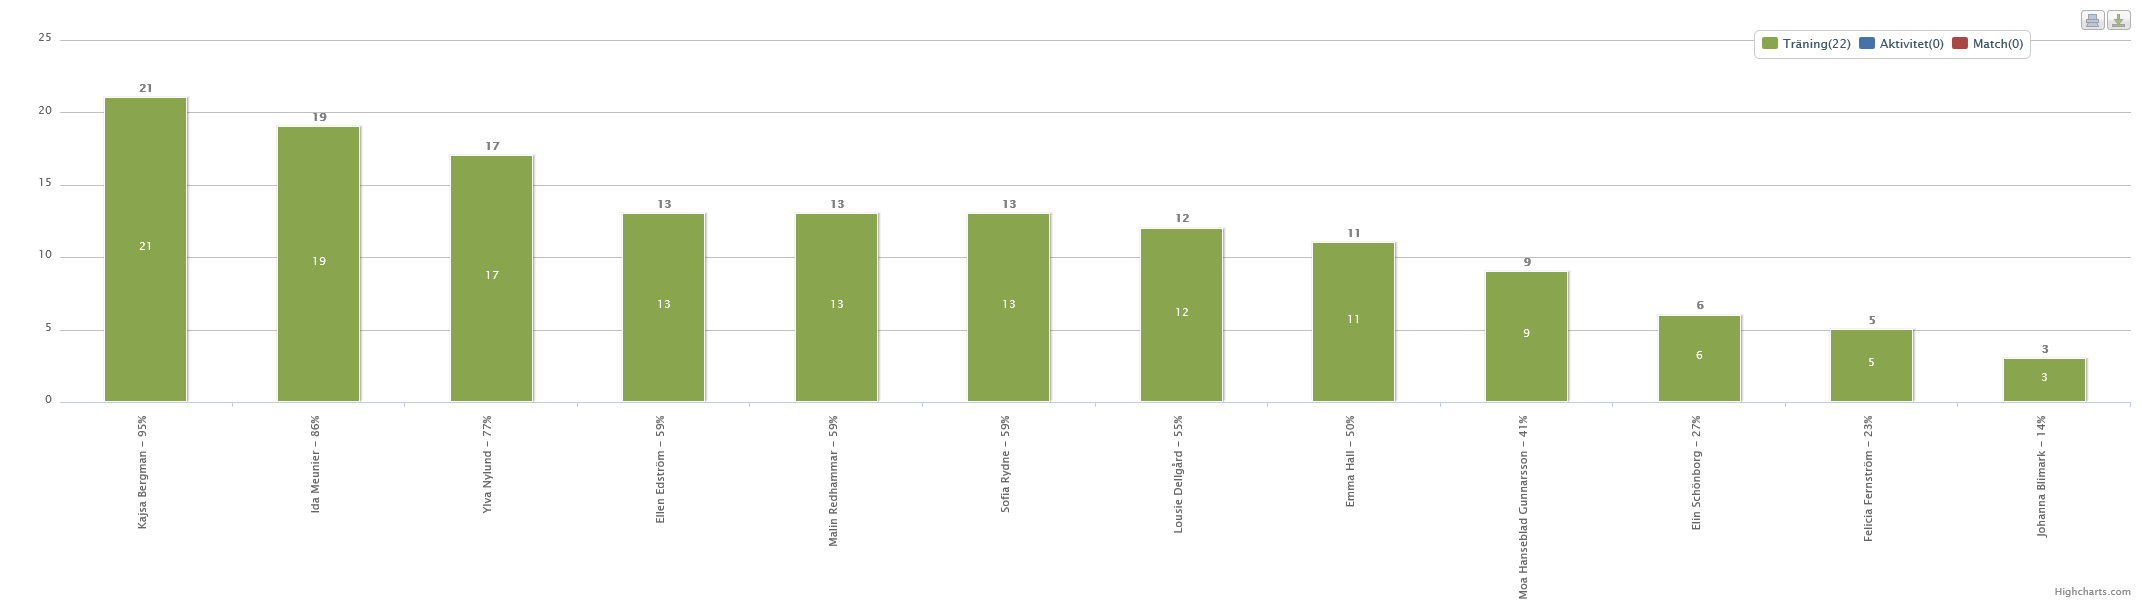 Träning(22) Aktivitet(0) Match(0)
25
20
15
10
5
0
21
19
17
13
13
13
12
11
9
6
5
3
21
19
17
13
13
13
12
11
9
6
5
3
Kajsa Bergman - 95%
Ida Meunier - 86%
Ylva Nylund - 77%
Ellen Edström - 59%
Malin Redhammar - 59%
Sofia Rydne - 59%
Lousie Dellgård - 55%
Emma Hall - 50%
Moa Hanseblad Gunnarsson - 41%
Elin Schönborg - 27%
Felicia Fernström - 23%
Johanna Blimark - 14%
Highcharts.com